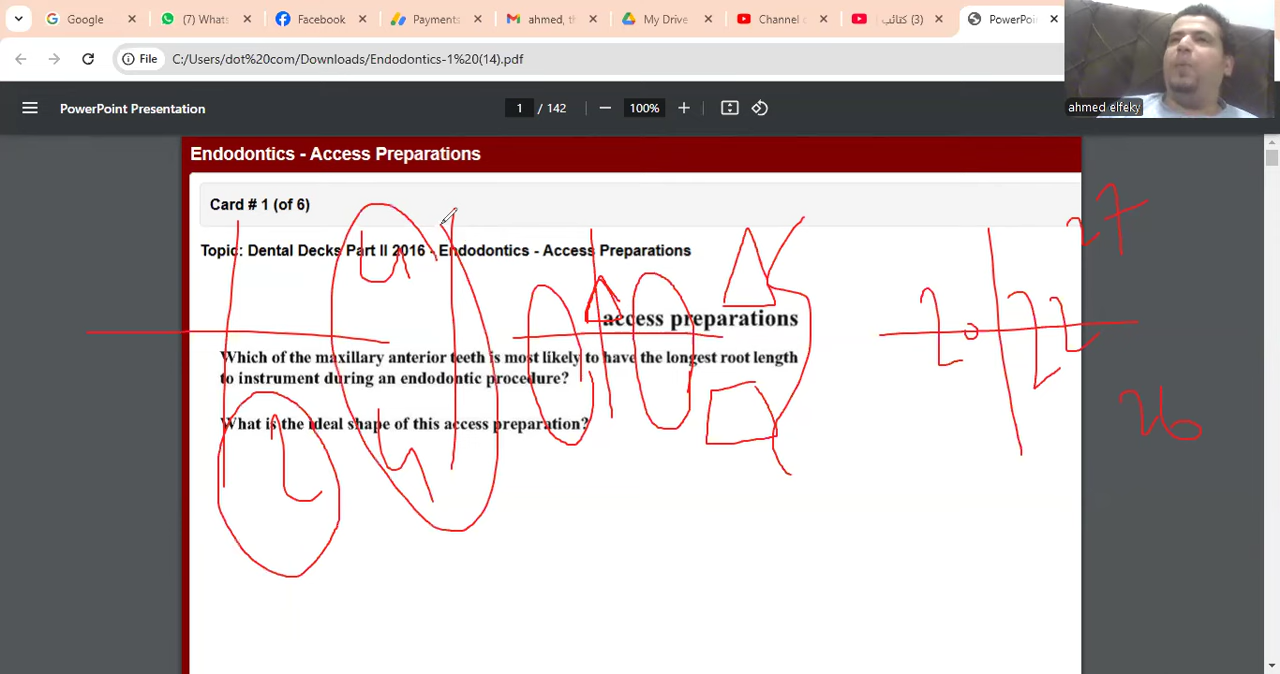 Google
(7) Whats
Facebook
Payments
ahmed, th
My Drive
Channel c
(3) كتائب
PowerPoi
File
C:/Users/dot%20com/Downloads/Endodontics-1%20(14).pdf
ahmed elfeky
PowerPoint Presentation
1 / 142
100%
Endodontics - Access Preparations
Card # 1 (of 6)
27
Topic: Dental Decks Part II 2016 - Endodontics - Access Preparations
access preparations
Which of the maxillary anterior teeth is most likely to have the longest root length
to instrument during an endodontic procedure?
26
What is the ideal shape of this access preparation?